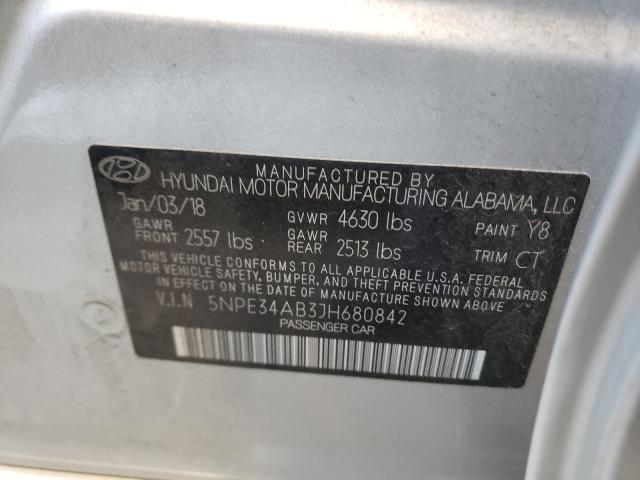 MANUFACTURED BY
HYUNDAI MOTOR MANUFACTURING ALABAMA, LLC
Jan/03/18 GVWR 4630 lbs PAINT Y8
GAWR FRONT 2557 lbs GAWR REAR 2513 lbs TRIM CT
THIS VEHICLE CONFORMS TO ALL APPLICABLE U.S.A. FEDERAL
MOTOR VEHICLE SAFETY, BUMPER, AND THEFT PREVENTION STANDARDS
IN EFFECT ON THE DATE OF MANUFACTURE SHOWN ABOVE
V.I.N 5NPE34AB3JH680842
PASSENGER CAR